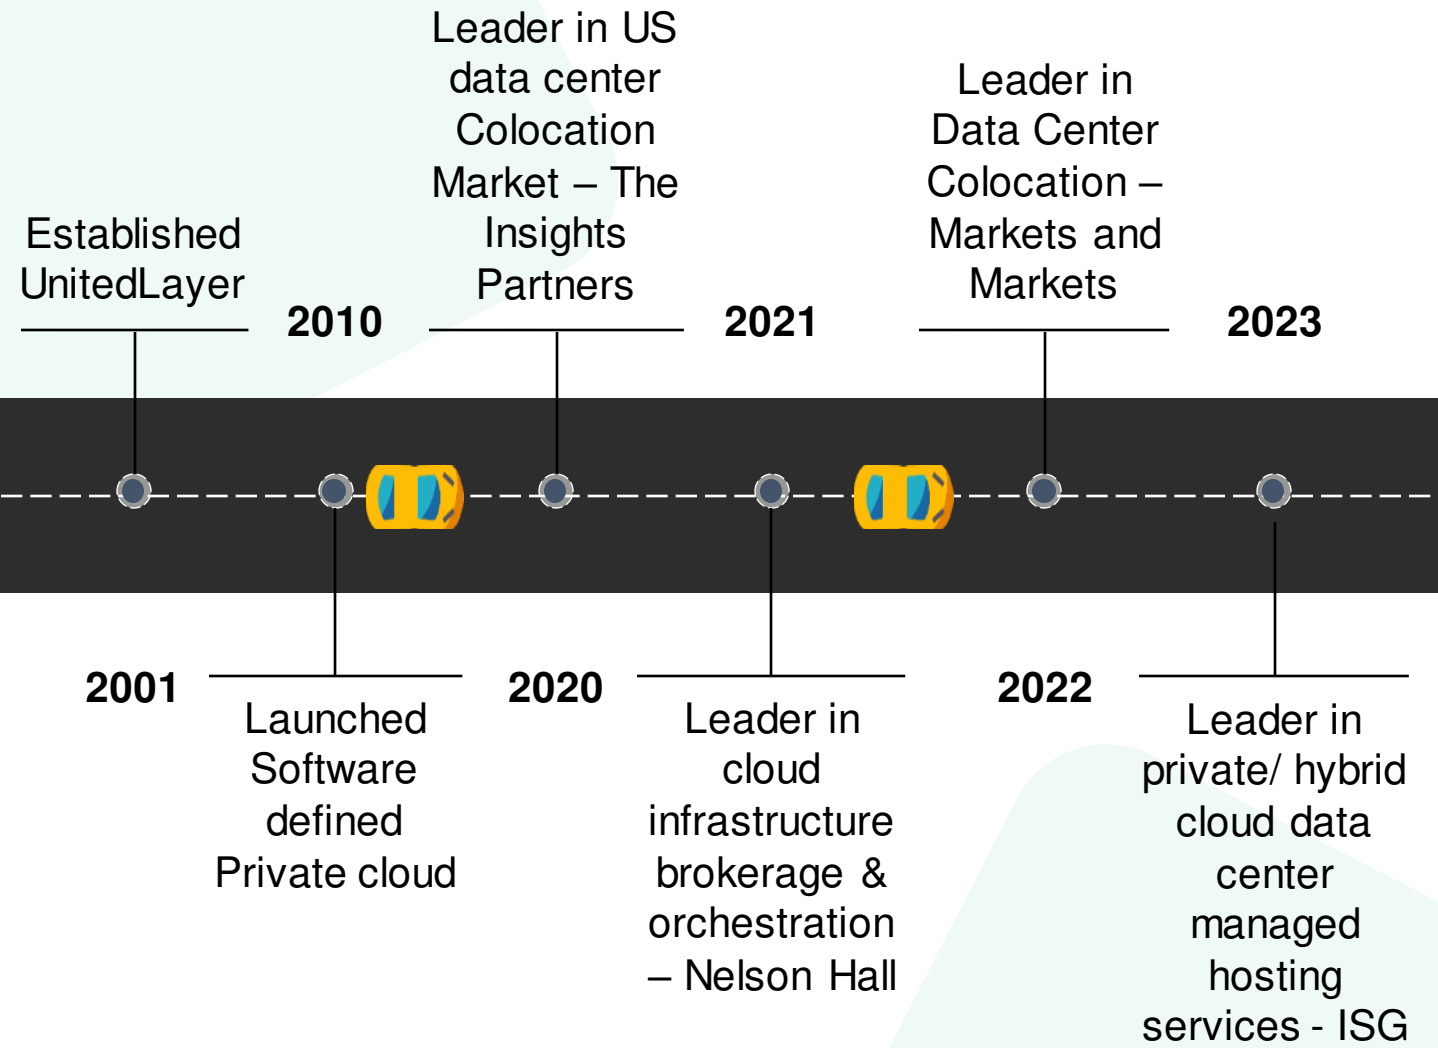 Established
UnitedLayer
2001
2010
Launched
Software
defined
Private cloud
Leader in US
data center
Colocation
Market – The
Insights
Partners
2020
2021
Leader in
cloud
infrastructure
brokerage &
orchestration
– Nelson Hall
Leader in
Data Center
Colocation –
Markets and
Markets
2022
2023
Leader in
private/ hybrid
cloud data
center
managed
hosting
services - ISG